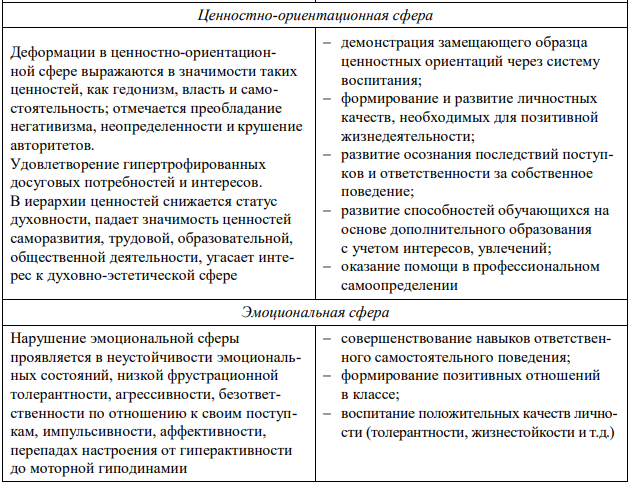 Ценностно-ориентационная сфера
Деформации в ценностно-ориентацион-
ной сфере выражаются в значимости таких
ценностей, как гедонизм, власть и само-
стоятельность; отмечается преобладание
негативизма, неопределенности и крушение
авторитетов.
Удовлетворение гипертрофированных
досуговых потребностей и интересов.
В иерархии ценностей снижается статус
духовности, падает значимость ценностей
саморазвития, трудовой, образовательной,
общественной деятельности, угасает инте-
рес к духовно-эстетической сфере
– демонстрация замещающего образца
ценностных ориентаций через систему
воспитания;
– формирование и развитие личностных
качеств, необходимых для позитивной
жизнедеятельности;
– развитие осознания последствий поступ-
ков и ответственности за собственное
поведение;
– развитие способностей обучающихся на
основе дополнительного образования
с учетом интересов, увлечений;
– оказание помощи в профессиональном
самоопределении
Эмоциональная сфера
Нарушение эмоциональной сферы
проявляется в неустойчивости эмоциональ-
ных состояний, низкой фрустрационной
толерантности, агрессивности, безответ-
ственности по отношению к своим поступ-
кам, импульсивности, аффективности,
перепадах настроения от гиперактивности
до моторной гиподинамии
– совершенствование навыков ответствен-
ного самостоятельного поведения;
– формирование позитивных отношений
в классе;
– воспитание положительных качеств лично-
сти (толерантности, жизнестойкости и т.д.)